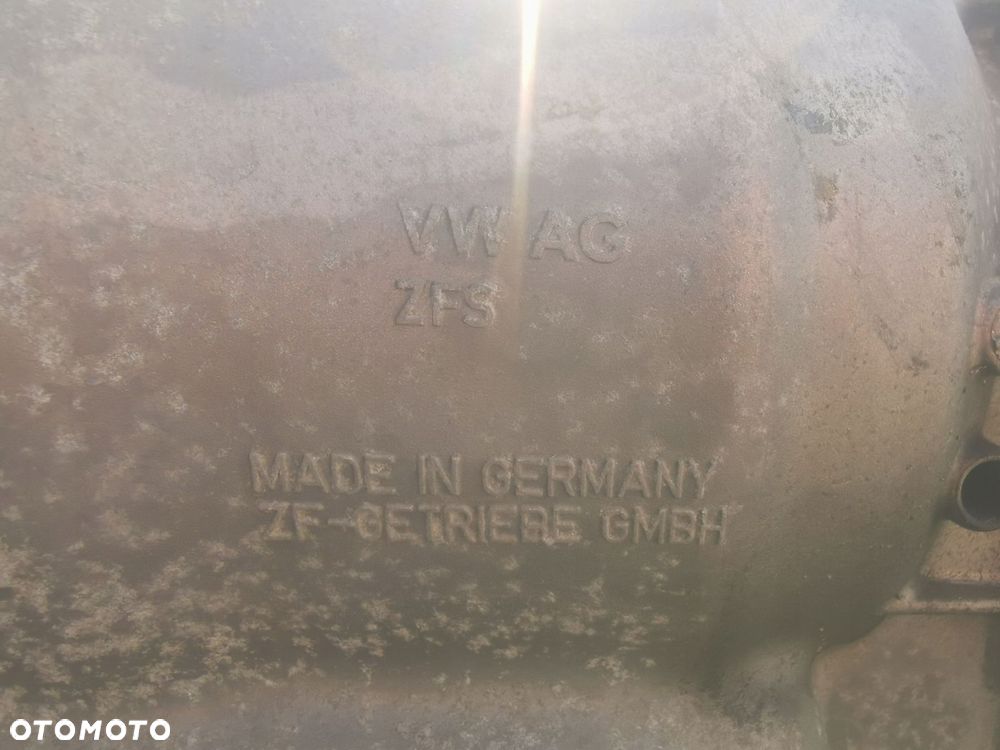 VW AG
ZFS
MADE IN GERMANY
ZF-GETRIEBE GMBH
OTOMOTO